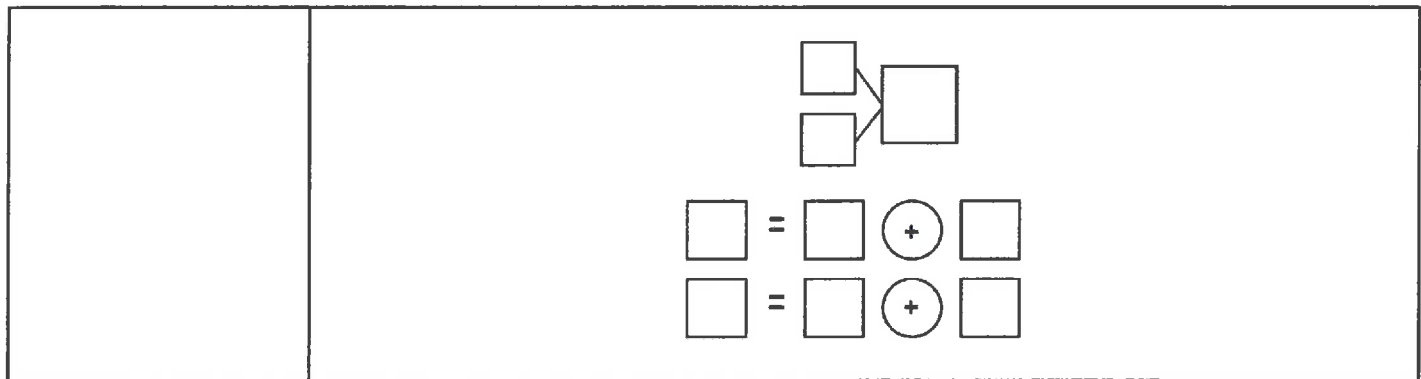 = +
= +